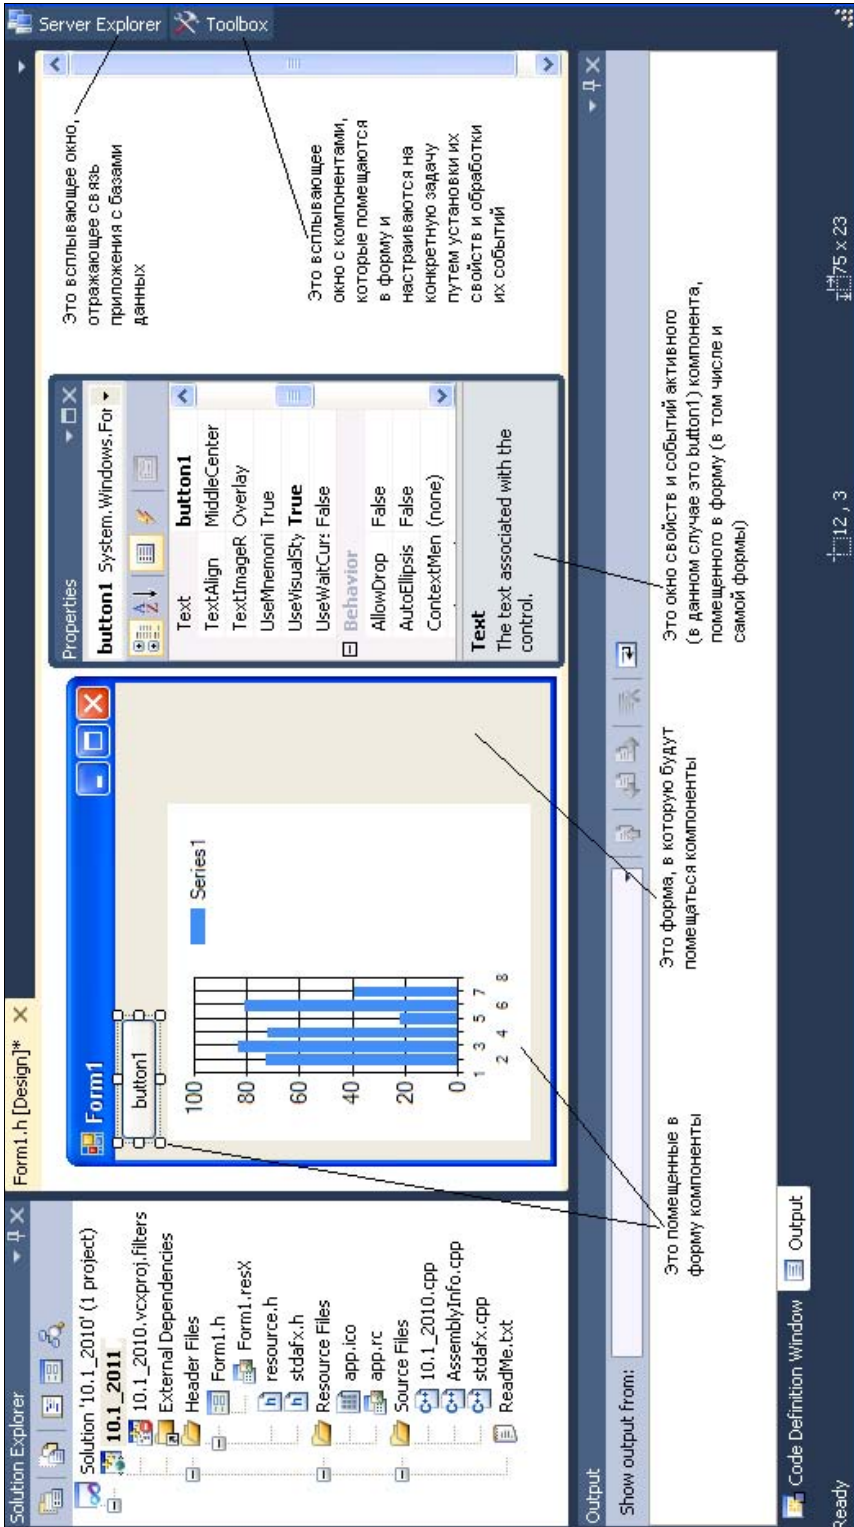 Solution Explorer
Solution '10.1_2010' (1 project)
10.1_2011
10.1_2010.vcxproj.filters
External Dependencies
Header Files
Form1.h
Form1.resX
resource.h
stdafx.h
Resource Files
app.ico
app.rc
Source Files
10.1_2010.cpp
AssemblyInfo.cpp
stdafx.cpp
ReadMe.txt
Form1.h [Design]*
Form1
button1
100
80
60
40
20
0
1 2 3 4 5 6 7 8
Series1
Properties
button1 System.Windows.For
Text button1
TextAlign MiddleCenter
TextImageR Overlay
UseMnemoni True
UseVisualSty True
UseWaitCurs False
Behavior
AllowDrop False
AutoEllipsis False
ContextMen (none)
Text
The text associated with the
control.
Это всплывающее окно,
отражающее связь
приложения с базами
данных
Это всплывающее
окно с компонентами,
которые помещаются
в форму и
настраиваются на
конкретную задачу
путем установки их
свойств и обработки
их событий
Server Explorer
Toolbox
Output
Show output from:
Это помещенные в
форму компоненты
Это форма, в которую будут
помещаться компоненты
Это окно свойств и событий активного
(в данном случае это button1) компонента,
помещенного в форму (в том числе и
самой формы)
Code Definition Window
Output
Ready
12 , 3
75 x 23